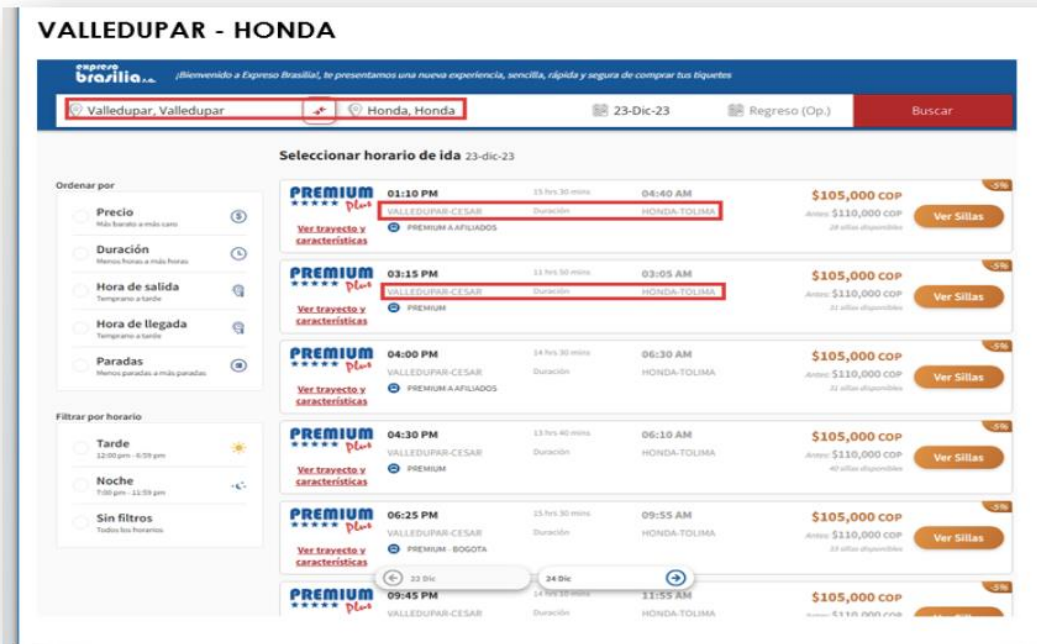 VALLEDUPAR - HONDA
expreso
brasilia s.a.
¡Bienvenido a Expreso Brasilia!, te presentamos una nueva experiencia, sencilla, rápida y segura de comprar tus tiquetes
Valledupar, Valledupar
Honda, Honda
23-Dic-23
Regreso (Op.)
Buscar
Seleccionar horario de ida 23-dic-23
Ordenar por
Precio
Más barato a más caro
Duración
Menos horas a más horas
Hora de salida
Temprano a tarde
Hora de llegada
Temprano a tarde
Paradas
Menos paradas a más paradas
Filtrar por horario
Tarde
12:00 pm - 6:59 pm
Noche
7:00 pm - 11:59 pm
Sin filtros
Todos los horarios
PREMIUM Plus
Ver trayecto y características
01:10 PM 15 hrs 30 mins 04:40 AM
VALLEDUPAR-CESAR Duración HONDA-TOLIMA
PREMIUM A AFILIADOS
-5%
$105,000 COP
Antes: $110,000 COP
28 sillas disponibles
Ver Sillas
PREMIUM Plus
Ver trayecto y características
03:15 PM 11 hrs 50 mins 03:05 AM
VALLEDUPAR-CESAR Duración HONDA-TOLIMA
PREMIUM
-5%
$105,000 COP
Antes: $110,000 COP
sillas disponibles
Ver Sillas
PREMIUM Plus
Ver trayecto y características
04:00 PM 14 hrs 30 mins 06:30 AM
VALLEDUPAR-CESAR Duración HONDA-TOLIMA
PREMIUM A AFILIADOS
-5%
$105,000 COP
Antes: $110,000 COP
sillas disponibles
Ver Sillas
PREMIUM Plus
Ver trayecto y características
04:30 PM 13 hrs 40 mins 06:10 AM
VALLEDUPAR-CESAR Duración HONDA-TOLIMA
PREMIUM
-5%
$105,000 COP
Antes: $110,000 COP
40 sillas disponibles
Ver Sillas
PREMIUM Plus
Ver trayecto y características
06:25 PM 15 hrs 30 mins 09:55 AM
VALLEDUPAR-CESAR Duración HONDA-TOLIMA
PREMIUM - BOGOTA
-5%
$105,000 COP
Antes: $110,000 COP
sillas disponibles
Ver Sillas
22 Dic
24 Dic
PREMIUM Plus
09:45 PM 14 hrs 10 mins 11:55 AM
VALLEDUPAR-CESAR Duración HONDA-TOLIMA
-5%
$105,000 COP
Antes: $110,000 COP